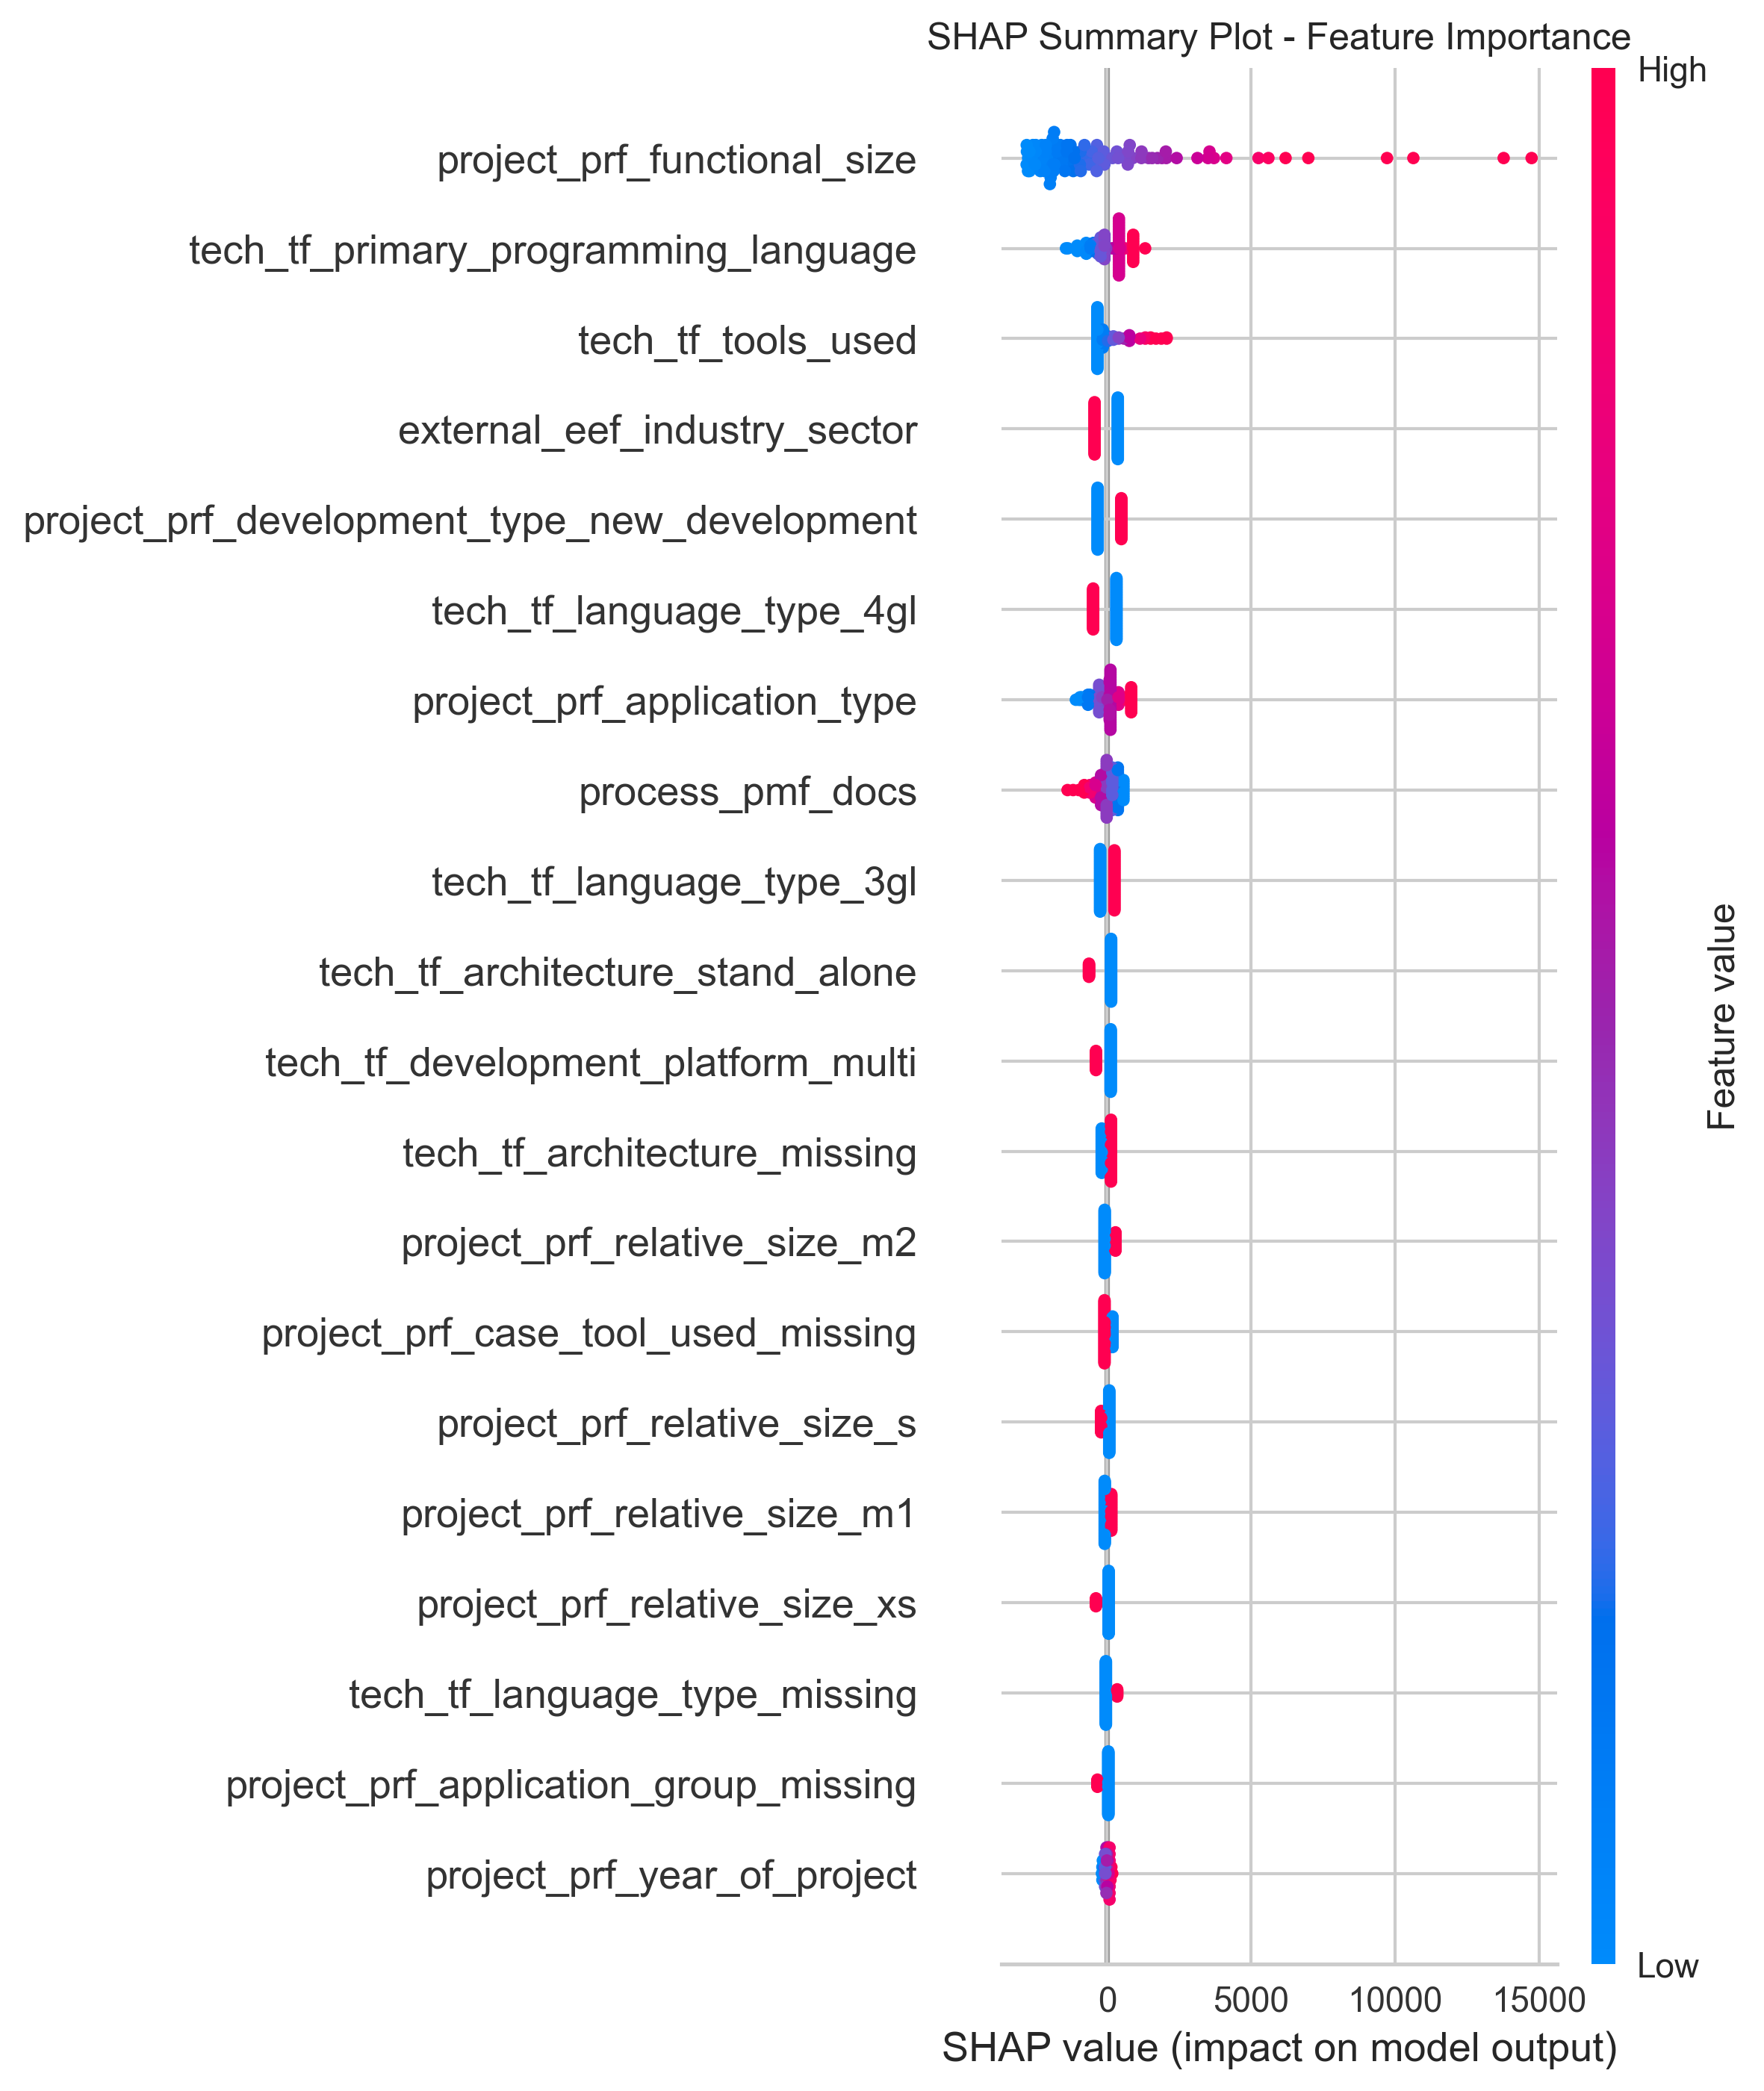 SHAP Summary Plot - Feature Importance
High
project_prf_functional_size
tech_tf_primary_programming_language
tech_tf_tools_used
external_eef_industry_sector
project_prf_development_type_new_development
tech_tf_language_type_4gl
project_prf_application_type
process_pmf_docs
tech_tf_language_type_3gl
tech_tf_architecture_stand_alone
tech_tf_development_platform_multi
tech_tf_architecture_missing
project_prf_relative_size_m2
project_prf_case_tool_used_missing
project_prf_relative_size_s
project_prf_relative_size_m1
project_prf_relative_size_xs
tech_tf_language_type_missing
project_prf_application_group_missing
project_prf_year_of_project
Feature value
Low
0 5000 10000 15000
SHAP value (impact on model output)